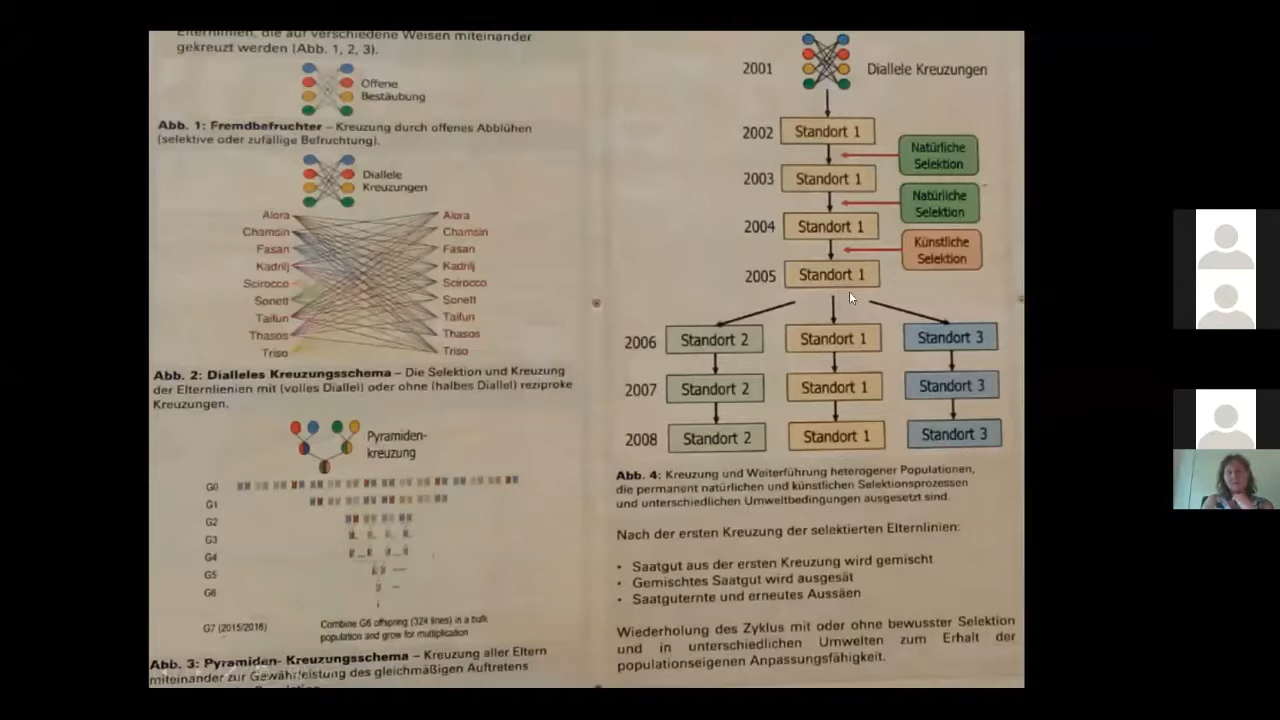 Elternlinien, die auf verschiedene Weisen miteinander
gekreuzt werden (Abb. 1, 2, 3).
Offene
Bestäubung
Abb. 1: Fremdbefruchter – Kreuzung durch offenes Abblühen
(selektive oder zufällige Befruchtung).
Diallele
Kreuzungen
Alora Alora
Chamsin Chamsin
Fasan Fasan
Kadrilj Kadrilj
Scirocco Scirocco
Sonett Sonett
Taifun Taifun
Thasos Thasos
Triso Triso
Abb. 2: Dialleles Kreuzungsschema – Die Selektion und Kreuzung
der Elternlienien mit (volles Diallel) oder ohne (halbes Diallel) reziproke
Kreuzungen.
Pyramiden-
kreuzung
G0
G1
G2
G3
G4
G5
G6
G7 (2015/2016)
Combine G6 offspring (324 lines) in a bulk
population and grow for multiplication
Abb. 3: Pyramiden- Kreuzungsschema – Kreuzung aller Eltern
miteinander zur Gewährleistung des gleichmäßigen Auftretens
2001 Diallele Kreuzungen
2002 Standort 1
Natürliche
Selektion
2003 Standort 1
Natürliche
Selektion
2004 Standort 1
Künstliche
Selektion
2005 Standort 1
2006 Standort 2 Standort 1 Standort 3
2007 Standort 2 Standort 1 Standort 3
2008 Standort 2 Standort 1 Standort 3
Abb. 4: Kreuzung und Weiterführung heterogener Populationen,
die permanent natürlichen und künstlichen Selektionsprozessen
und unterschiedlichen Umweltbedingungen ausgesetzt sind.
Nach der ersten Kreuzung der selektierten Elternlinien:
• Saatgut aus der ersten Kreuzung wird gemischt
• Gemischtes Saatgut wird ausgesät
• Saatguternte und erneutes Aussäen
Wiederholung des Zyklus mit oder ohne bewusster Selektion
und in unterschiedlichen Umwelten zum Erhalt der
populationseigenen Anpassungsfähigkeit.